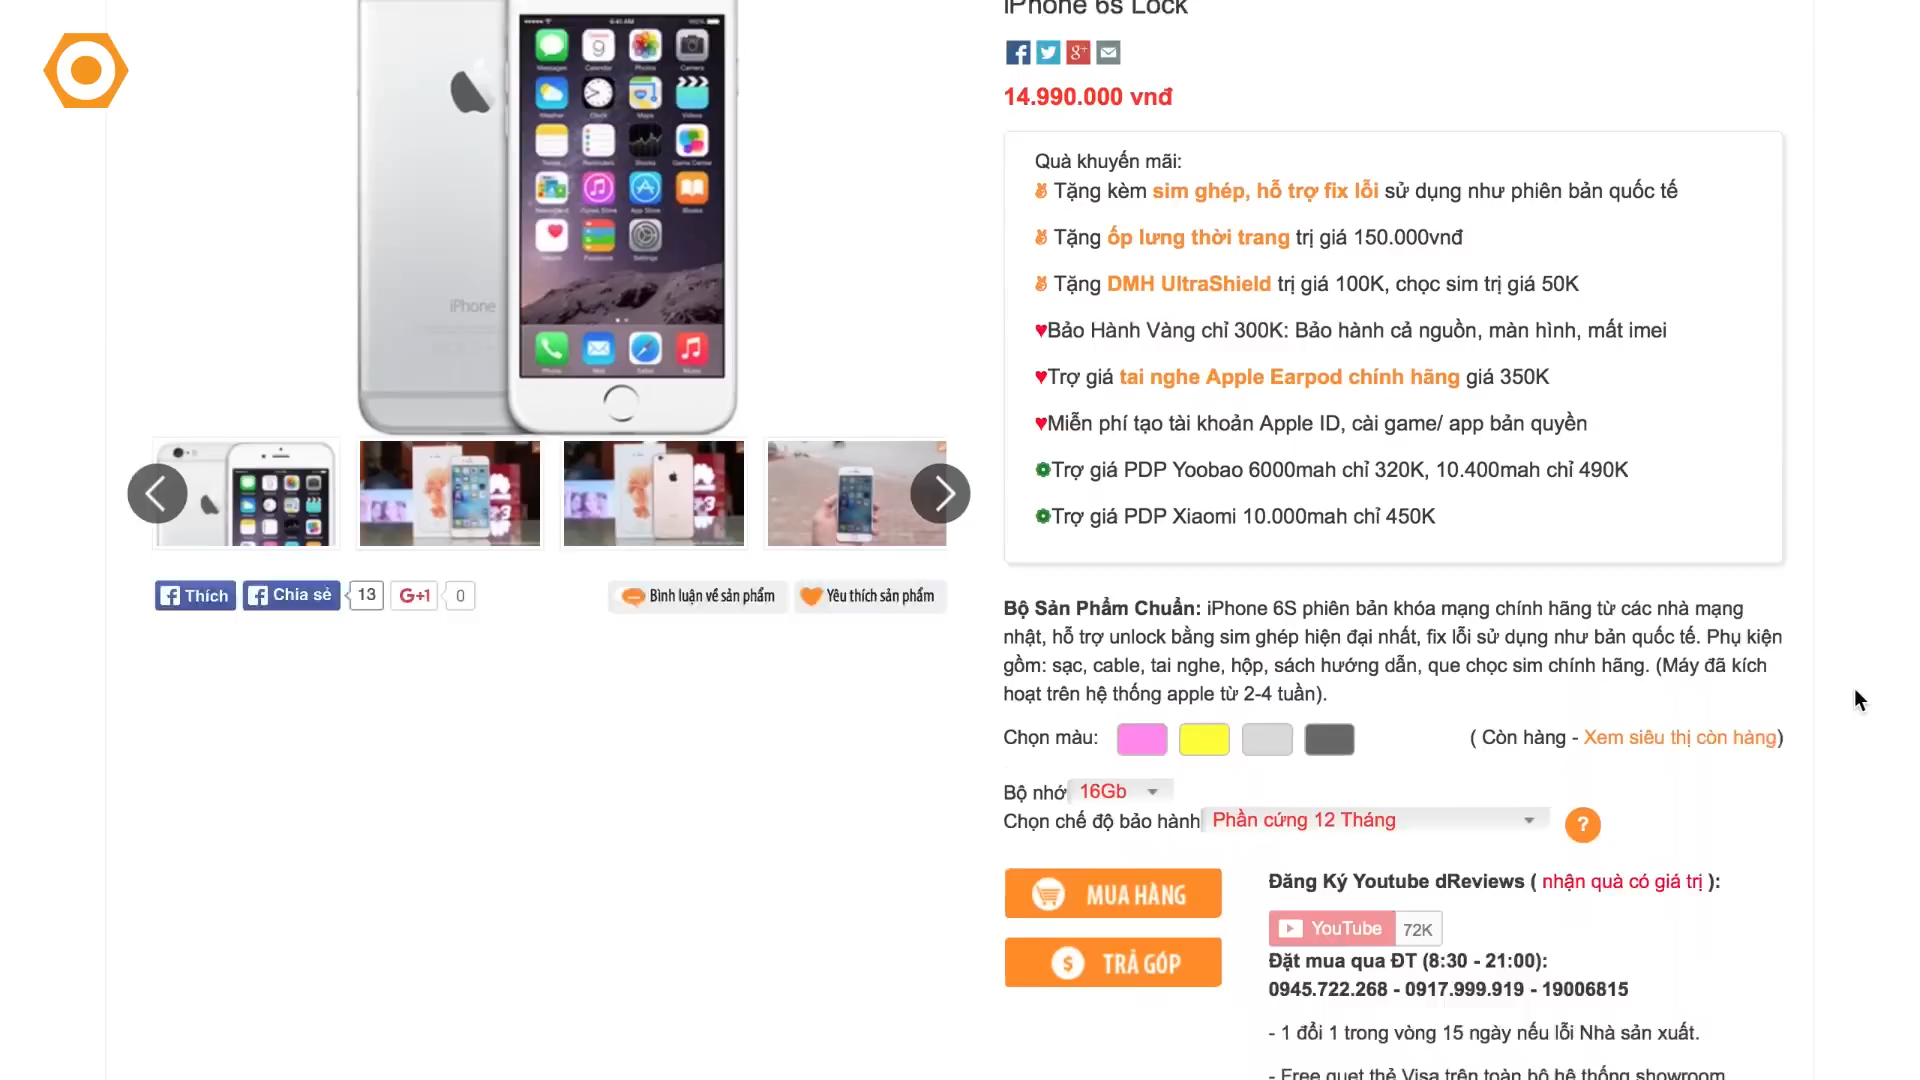 iPhone 6s Lock
14.990.000 vnđ
Quà khuyến mãi:
Tặng kèm sim ghép, hỗ trợ fix lỗi sử dụng như phiên bản quốc tế
Tặng ốp lưng thời trang trị giá 150.000vnđ
Tặng DMH UltraShield trị giá 100K, chọc sim trị giá 50K
♥Bảo Hành Vàng chỉ 300K: Bảo hành cả nguồn, màn hình, mất imei
♥Trợ giá tai nghe Apple Earpod chính hãng giá 350K
♥Miễn phí tạo tài khoản Apple ID, cài game/ app bản quyền
Trợ giá PDP Yoobao 6000mah chỉ 320K, 10.400mah chỉ 490K
Trợ giá PDP Xiaomi 10.000mah chỉ 450K
iPhone
Thích
Chia sẻ
13
G+1
0
Bình luận về sản phẩm
Yêu thích sản phẩm
Bộ Sản Phẩm Chuẩn: iPhone 6S phiên bản khóa mạng chính hãng từ các nhà mạng
nhật, hỗ trợ unlock bằng sim ghép hiện đại nhất, fix lỗi sử dụng như bản quốc tế. Phụ kiện
gồm: sạc, cable, tai nghe, hộp, sách hướng dẫn, que chọc sim chính hãng. (Máy đã kích
hoạt trên hệ thống apple từ 2-4 tuần).
Chọn màu:
( Còn hàng - Xem siêu thị còn hàng)
Bộ nhớ 16Gb
Chọn chế độ bảo hành Phần cứng 12 Tháng
?
MUA HÀNG
TRẢ GÓP
Đăng Ký Youtube dReviews ( nhận quà có giá trị ):
YouTube 72K
Đặt mua qua ĐT (8:30 - 21:00):
0945.722.268 - 0917.999.919 - 19006815
- 1 đổi 1 trong vòng 15 ngày nếu lỗi Nhà sản xuất.
- Free quẹt thẻ Visa trên toàn bộ hệ thống showroom